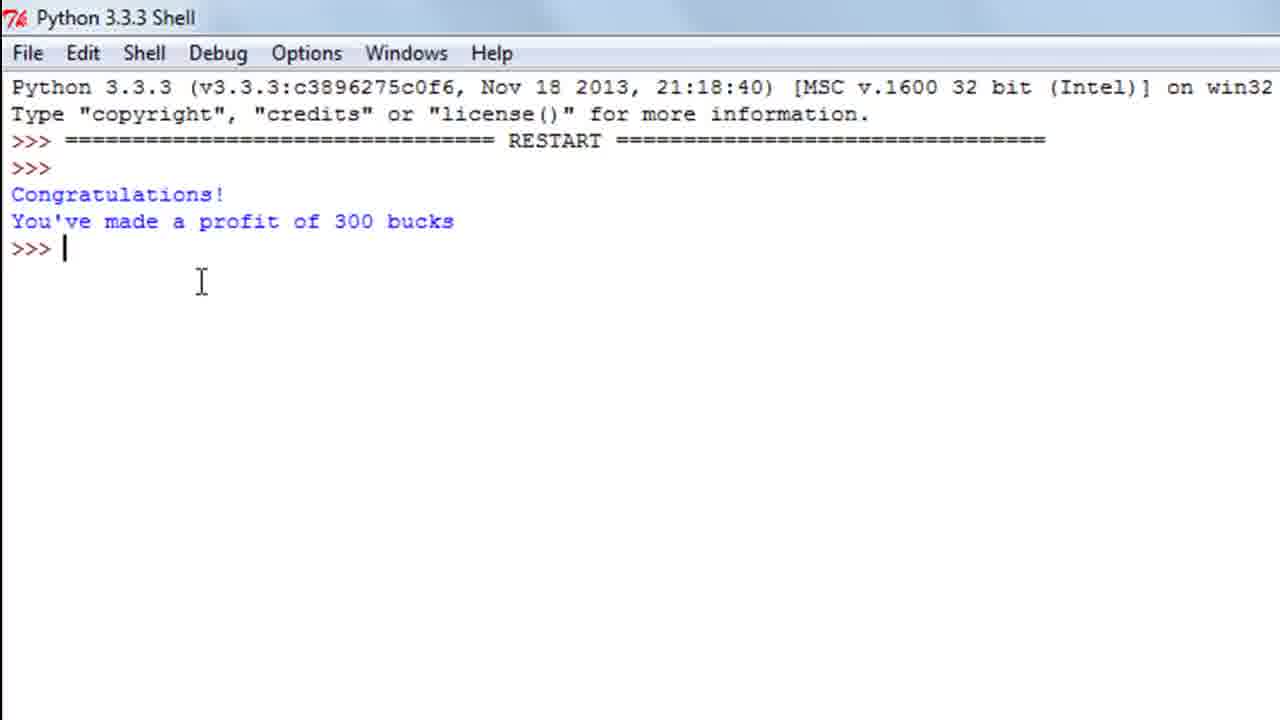 Python 3.3.3 Shell
File Edit Shell Debug Options Windows Help
Python 3.3.3 (v3.3.3:c3896275c0f6, Nov 18 2013, 21:18:40) [MSC v.1600 32 bit (Intel)] on win32
Type "copyright", "credits" or "license()" for more information.
>>> ================================ RESTART ================================
>>>
Congratulations!
You've made a profit of 300 bucks
>>>